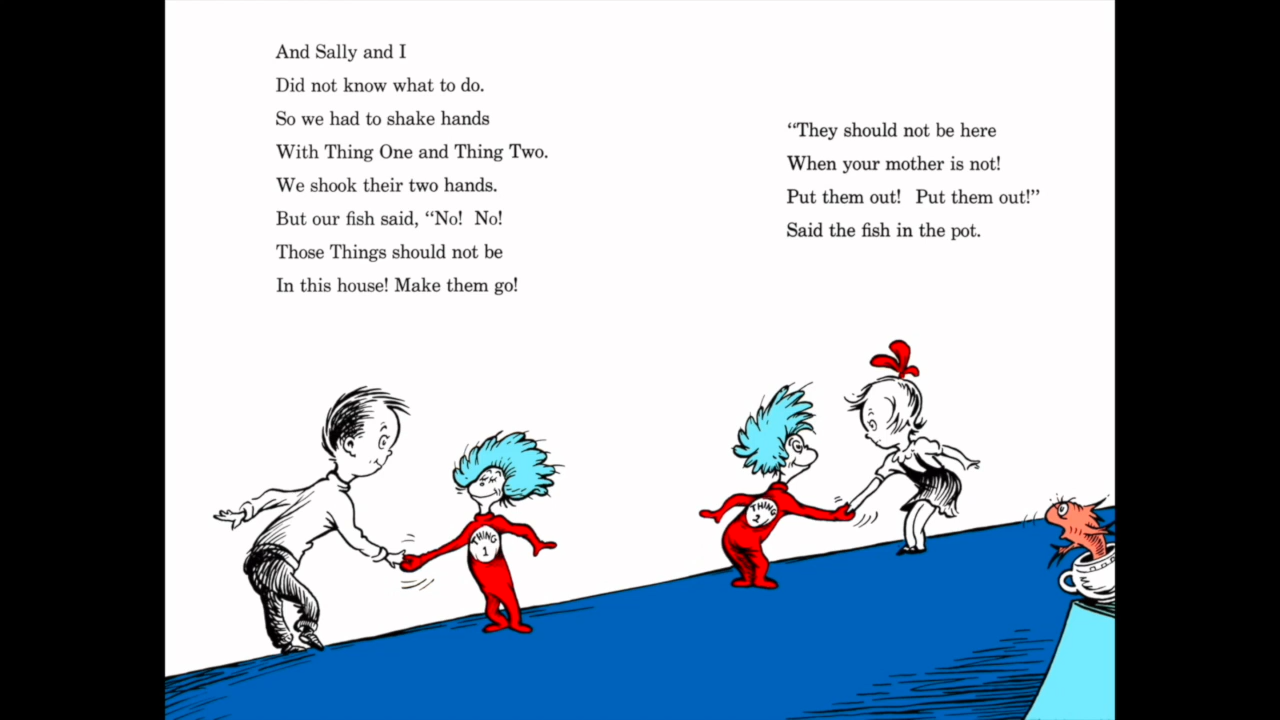 And Sally and I
Did not know what to do.
So we had to shake hands
With Thing One and Thing Two.
We shook their two hands.
But our fish said, “No!  No!
Those Things should not be
In this house! Make them go!
“They should not be here
When your mother is not!
Put them out!  Put them out!”
Said the fish in the pot.
THING
1
THING
2